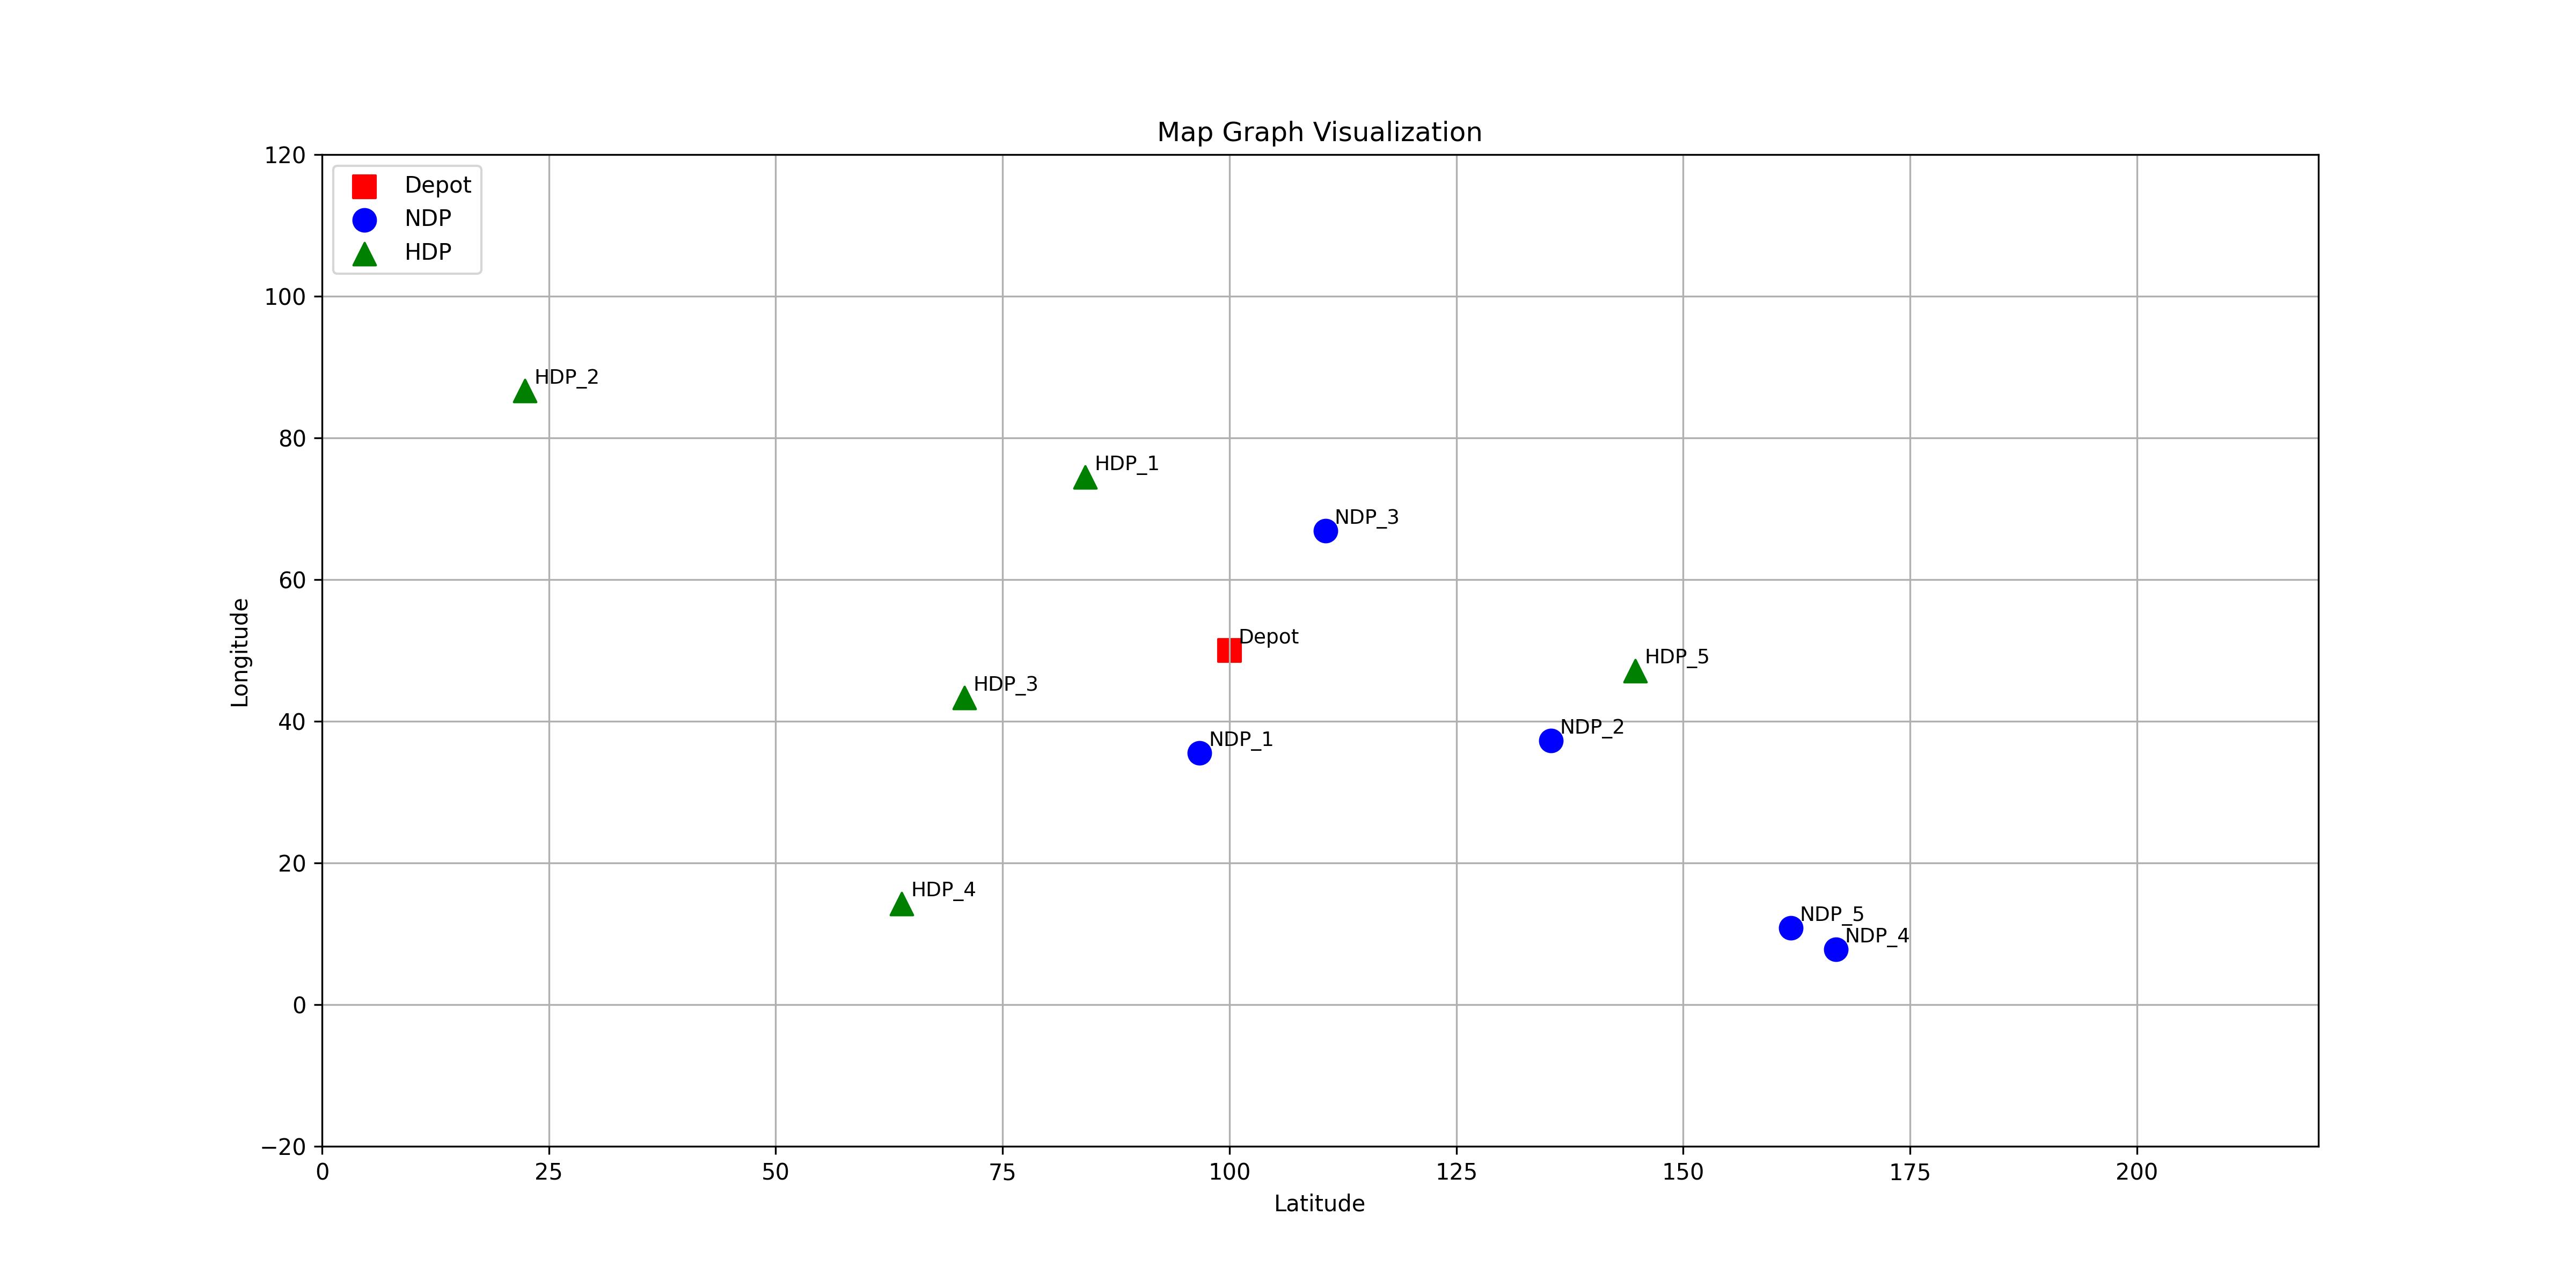 Map Graph Visualization
120
100
80
60
40
20
0
−20
Longitude
Depot
NDP
HDP
HDP_2
HDP_1
NDP_3
Depot
HDP_5
HDP_3
NDP_2
NDP_1
HDP_4
NDP_5
NDP_4
0 25 50 75 100 125 150 175 200
Latitude